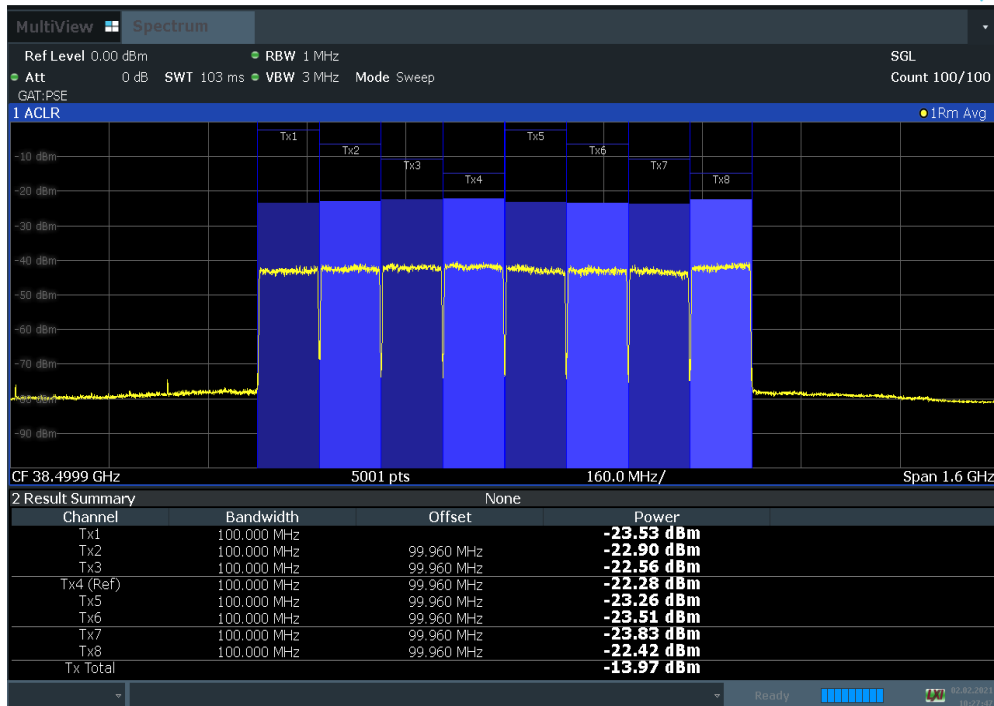 MultiView Spectrum
Ref Level 0.00 dBm RBW 1 MHz SGL
Att 0 dB SWT 103 ms VBW 3 MHz Mode Sweep Count 100/100
GAT:PSE
1 ACLR 1Rm Avg
Tx1 Tx5
Tx2 Tx6
-10 dBm
Tx3 Tx7
Tx4 Tx8
-20 dBm
-30 dBm
-40 dBm
-50 dBm
-60 dBm
-70 dBm
-90 dBm
CF 38.4999 GHz 5001 pts 160.0 MHz/ Span 1.6 GHz
2 Result Summary None
Channel Bandwidth Offset Power
Tx1 100.000 MHz -23.53 dBm
Tx2 100.000 MHz 99.960 MHz -22.90 dBm
Tx3 100.000 MHz 99.960 MHz -22.56 dBm
Tx4 (Ref) 100.000 MHz 99.960 MHz -22.28 dBm
Tx5 100.000 MHz 99.960 MHz -23.26 dBm
Tx6 100.000 MHz 99.960 MHz -23.51 dBm
Tx7 100.000 MHz 99.960 MHz -23.83 dBm
Tx8 100.000 MHz 99.960 MHz -22.42 dBm
Tx Total -13.97 dBm
Ready LXI 02.02.2021